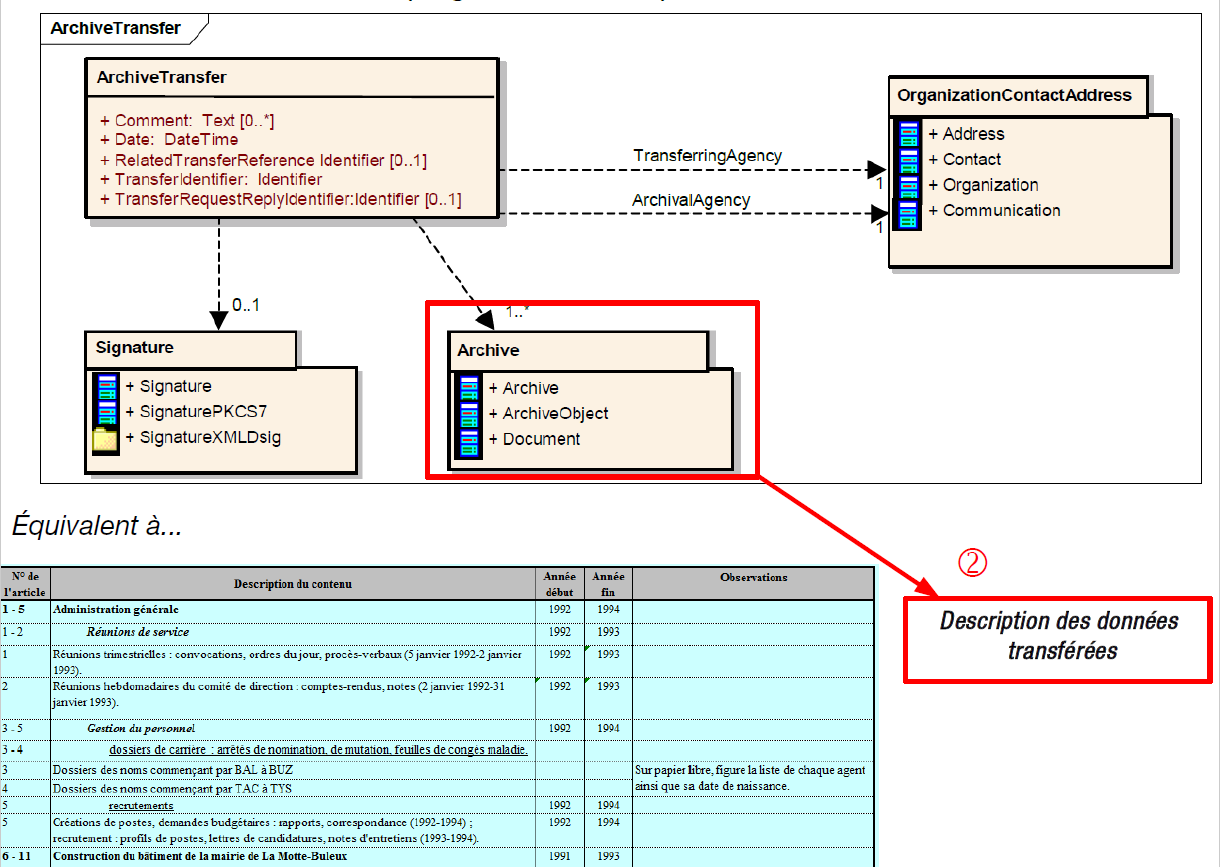 ArchiveTransfer
ArchiveTransfer
+ Comment: Text [0..*]
+ Date: DateTime
+ RelatedTransferReference Identifier [0..1]
+ TransferIdentifier: Identifier
+ TransferRequestReplyIdentifier:Identifier [0..1]
TransferringAgency
1
ArchivalAgency
1
OrganizationContactAddress
+ Address
+ Contact
+ Organization
+ Communication
0..1
1..*
Signature
+ Signature
+ SignaturePKCS7
+ SignatureXMLDsig
Archive
+ Archive
+ ArchiveObject
+ Document
Équivalent à...
②
Description des données
transférées
N° de l'article Description du contenu Année début Année fin Observations
1 - 5 Administration générale 1992 1994
1 - 2 Réunions de service 1992 1993
1 Réunions trimestrielles : convocations, ordres du jour, procès-verbaux (5 janvier 1992-2 janvier 1992 1993
1993).
2 Réunions hebdomadaires du comité de direction : comptes-rendus, notes (2 janvier 1992-31 1992 1993
janvier 1993).
3 - 5 Gestion du personnel 1992 1994
3 - 4 dossiers de carrière : arrêtés de nomination, de mutation, feuilles de congés maladie.
3 Dossiers des noms commençant par BAL à BUZ Sur papier libre, figure la liste de chaque agent
4 Dossiers des noms commençant par TAC à TYS ainsi que sa date de naissance.
5 recrutements 1992 1994
5 Créations de postes, demandes budgétaires : rapports, correspondance (1992-1994) ; 1992 1994
recrutement : profils de postes, lettres de candidatures, notes d'entretiens (1993-1994).
6 - 11 Construction du bâtiment de la mairie de La Motte-Buleux 1991 1993